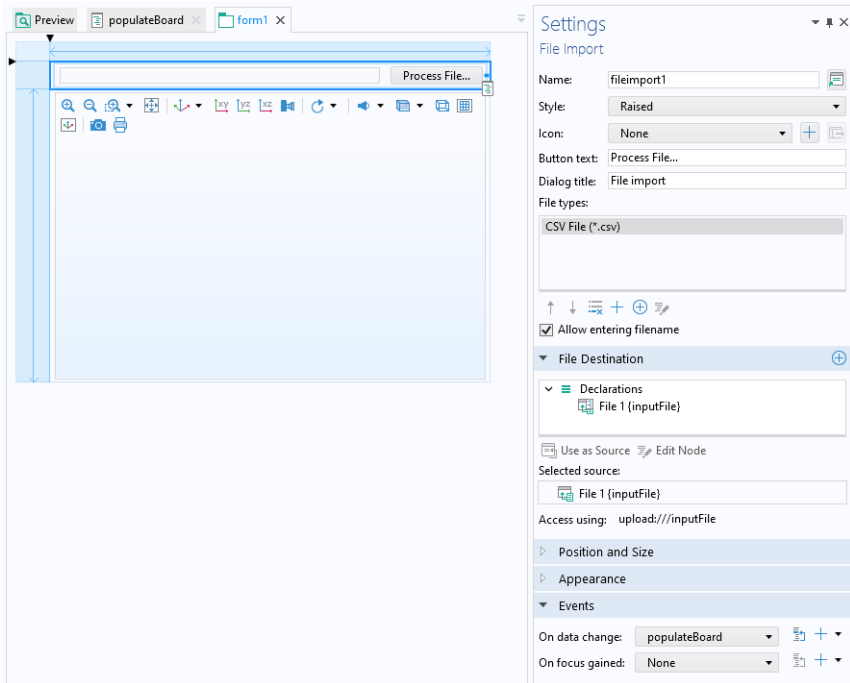 Preview populateBoard form1
Process File...
xy yz xz
Settings
File Import
Name: fileimport1
Style: Raised
Icon: None
Button text: Process File...
Dialog title: File import
File types:
CSV File (*.csv)
Allow entering filename
File Destination
Declarations
File 1 {inputFile}
Use as Source Edit Node
Selected source:
File 1 {inputFile}
Access using: upload:///inputFile
Position and Size
Appearance
Events
On data change: populateBoard
On focus gained: None